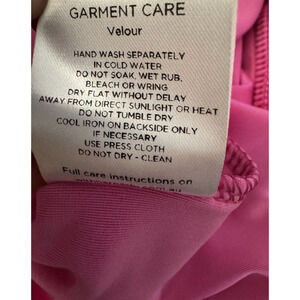 GARMENT CARE
Velour
HAND WASH SEPARATELY
IN COLD WATER
DO NOT SOAK, WET RUB,
BLEACH OR WRING
DRY FLAT WITHOUT DELAY
AWAY FROM DIRECT SUNLIGHT OR HEAT
DO NOT TUMBLE DRY
COOL IRON ON BACKSIDE ONLY
IF NECESSARY
USE PRESS CLOTH
DO NOT DRY - CLEAN
Full care instructions on